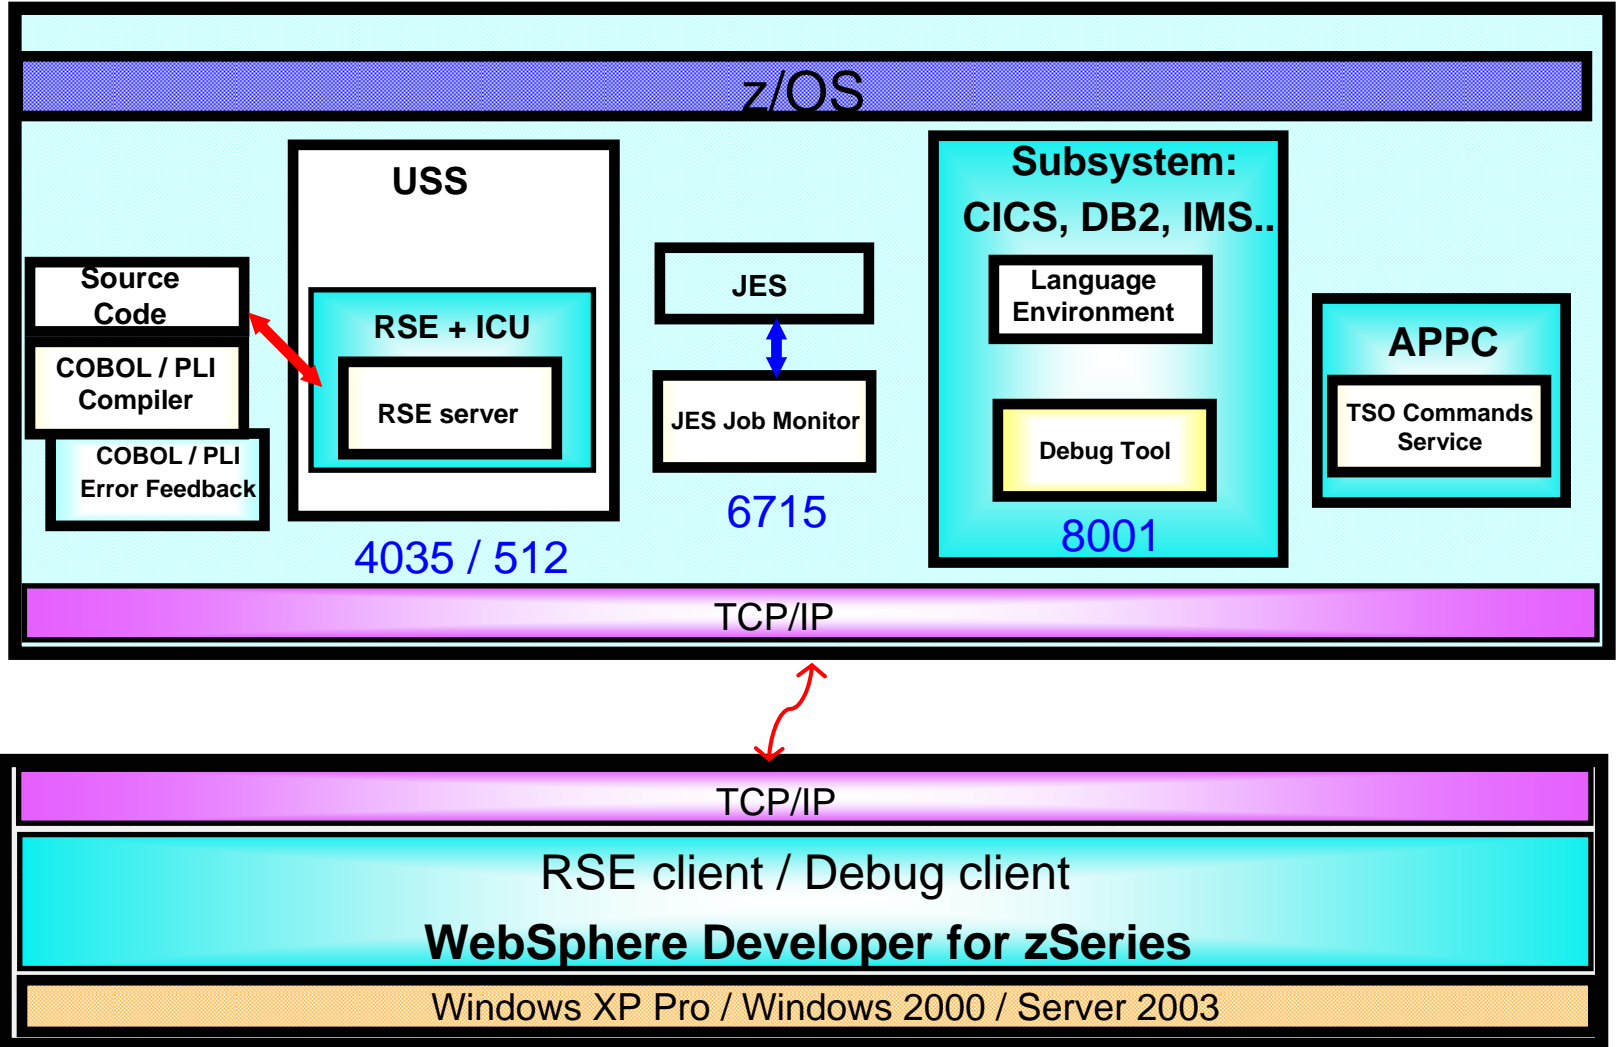 z/OS
USS
Subsystem:
CICS, DB2, IMS..
Source
Code
RSE + ICU
JES
Language
Environment
APPC
COBOL / PLI
Compiler
RSE server
JES Job Monitor
Debug Tool
TSO Commands
Service
COBOL / PLI
Error Feedback
4035 / 512
6715
8001
TCP/IP
TCP/IP
RSE client / Debug client
WebSphere Developer for zSeries
Windows XP Pro / Windows 2000 / Server 2003